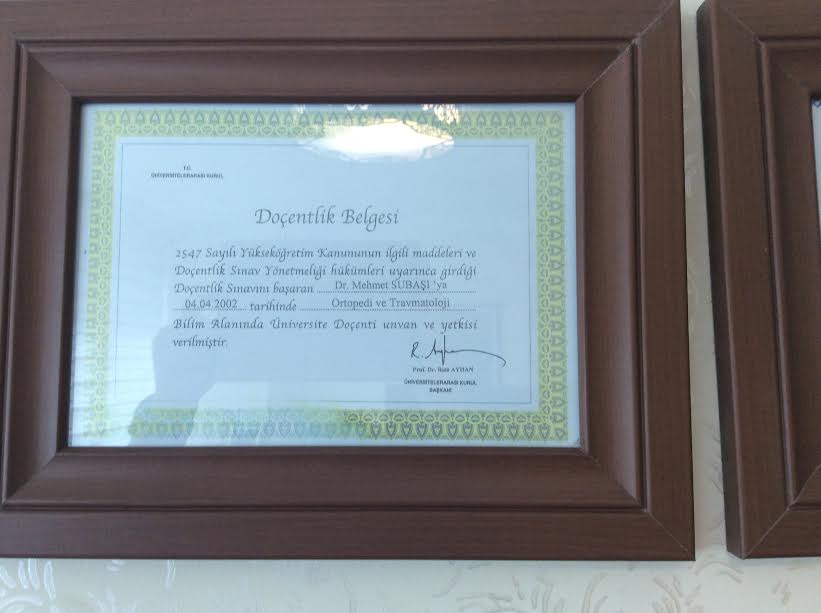 T.C.
ÜNİVERSİTELERARASI KURUL
Doçentlik Belgesi
2547 Sayılı Yükseköğretim Kanununun ilgili maddeleri ve
Doçentlik Sınav Yönetmeliği hükümleri uyarınca girdiği
Doçentlik Sınavını başaran Dr. Mehmet SUBAŞI 'ya
04.04.2002 tarihinde Ortopedi ve Travmatoloji
Bilim Alanında Üniversite Doçenti unvan ve yetkisi
verilmiştir.
R. Ayhan
Prof. Dr. Rıza AYHAN
ÜNİVERSİTELERARASI KURUL
BAŞKANI